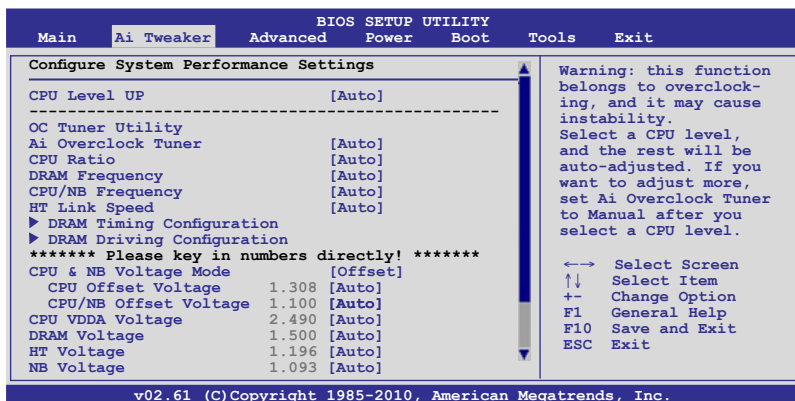 BIOS SETUP UTILITY
Main Ai Tweaker Advanced Power Boot Tools Exit
Configure System Performance Settings
CPU Level UP [Auto]
OC Tuner Utility
Ai Overclock Tuner [Auto]
CPU Ratio [Auto]
DRAM Frequency [Auto]
CPU/NB Frequency [Auto]
HT Link Speed [Auto]
DRAM Timing Configuration
DRAM Driving Configuration
******* Please key in numbers directly! *******
CPU & NB Voltage Mode [Offset]
CPU Offset Voltage 1.308 [Auto]
CPU/NB Offset Voltage 1.100 [Auto]
CPU VDDA Voltage 2.490 [Auto]
DRAM Voltage 1.500 [Auto]
HT Voltage 1.196 [Auto]
NB Voltage 1.093 [Auto]
Warning: this function
belongs to overclock-
ing, and it may cause
instability.
Select a CPU level,
and the rest will be
auto-adjusted. If you
want to adjust more,
set Ai Overclock Tuner
to Manual after you
select a CPU level.
←→ Select Screen
↑↓ Select Item
+- Change Option
F1 General Help
F10 Save and Exit
ESC Exit
v02.61 (C)Copyright 1985-2010, American Megatrends, Inc.